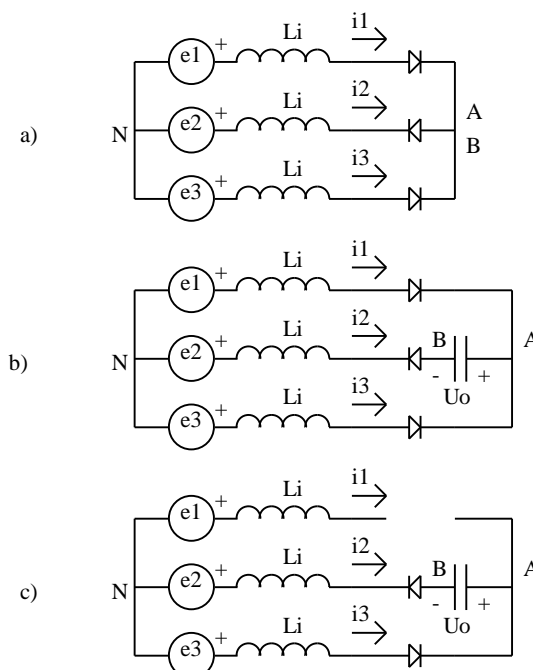 Li i1
e1 +
Li i2
a) N e2 + A
B
Li i3
e3 +
Li i1
e1 +
Li i2
b) N e2 + B A
- +
Li i3 Uo
e3 +
Li i1
e1 +
Li i2
c) N e2 + B A
- +
Li i3 Uo
e3 +